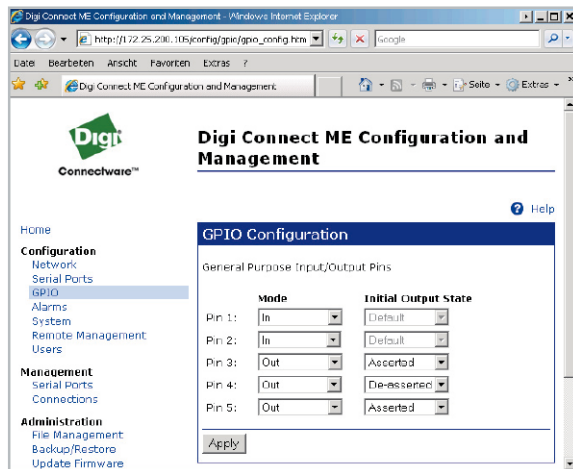 Digi Connect ME Configuration and Management - Windows Internet Explorer
http://172.25.200.105/config/gpio/gpio_config.htm
Google
Datei Bearbeiten Ansicht Favoriten Extras ?
Digi Connect ME Configuration and Management
Seite
Extras
Digi
Connectware™
Digi Connect ME Configuration and
Management
Help
Home
Configuration
Network
Serial Ports
GPIO
Alarms
System
Remote Management
Users
Management
Serial Ports
Connections
Administration
File Management
Backup/Restore
Update Firmware
GPIO Configuration
General Purpose Input/Output Pins
Mode Initial Output State
Pin 1: In Default
Pin 2: In Default
Pin 3: Out Asserted
Pin 4: Out De-asserted
Pin 5: Out Asserted
Apply